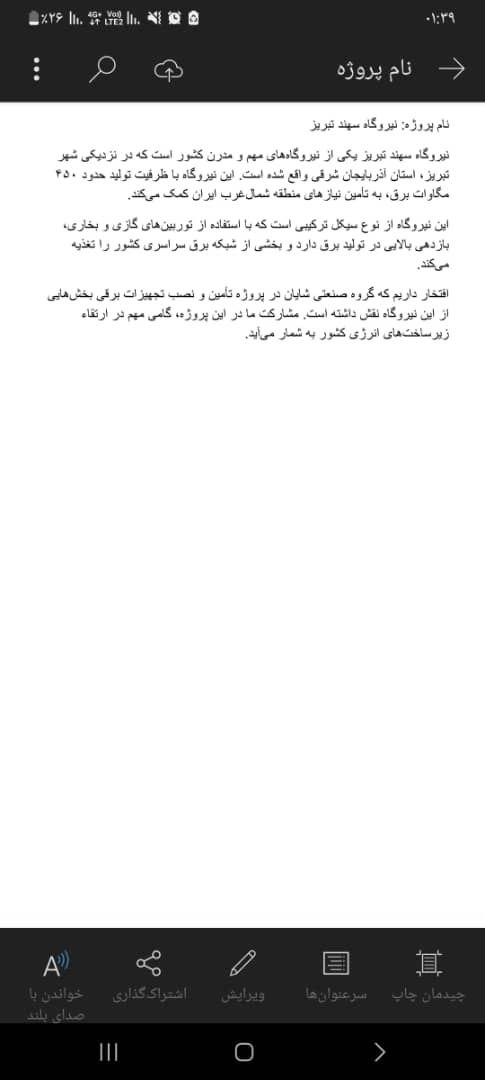 ۰۱:۳۹
٪۲۶ 4G+ Vo)) LTE2
نام پروژه
نام پروژه: نیروگاه سهند تبریز
نیروگاه سهند تبریز یکی از نیروگاه‌های مهم و مدرن کشور است که در نزدیکی شهر
تبریز، استان آذربایجان شرقی واقع شده است. این نیروگاه با ظرفیت تولید حدود ۴۵۰
مگاوات برق، به تأمین نیازهای منطقه شمال‌غرب ایران کمک می‌کند.
این نیروگاه از نوع سیکل ترکیبی است که با استفاده از توربین‌های گازی و بخاری،
بازدهی بالایی در تولید برق دارد و بخشی از شبکه برق سراسری کشور را تغذیه
می‌کند.
افتخار داریم که گروه صنعتی شایان در پروژه تأمین و نصب تجهیزات برقی بخش‌هایی
از این نیروگاه نقش داشته است. مشارکت ما در این پروژه، گامی مهم در ارتقاء
زیرساخت‌های انرژی کشور به شمار می‌آید.
چیدمان چاپ
سرعنوان‌ها
ویرایش
اشتراک‌گذاری
خواندن با
صدای بلند